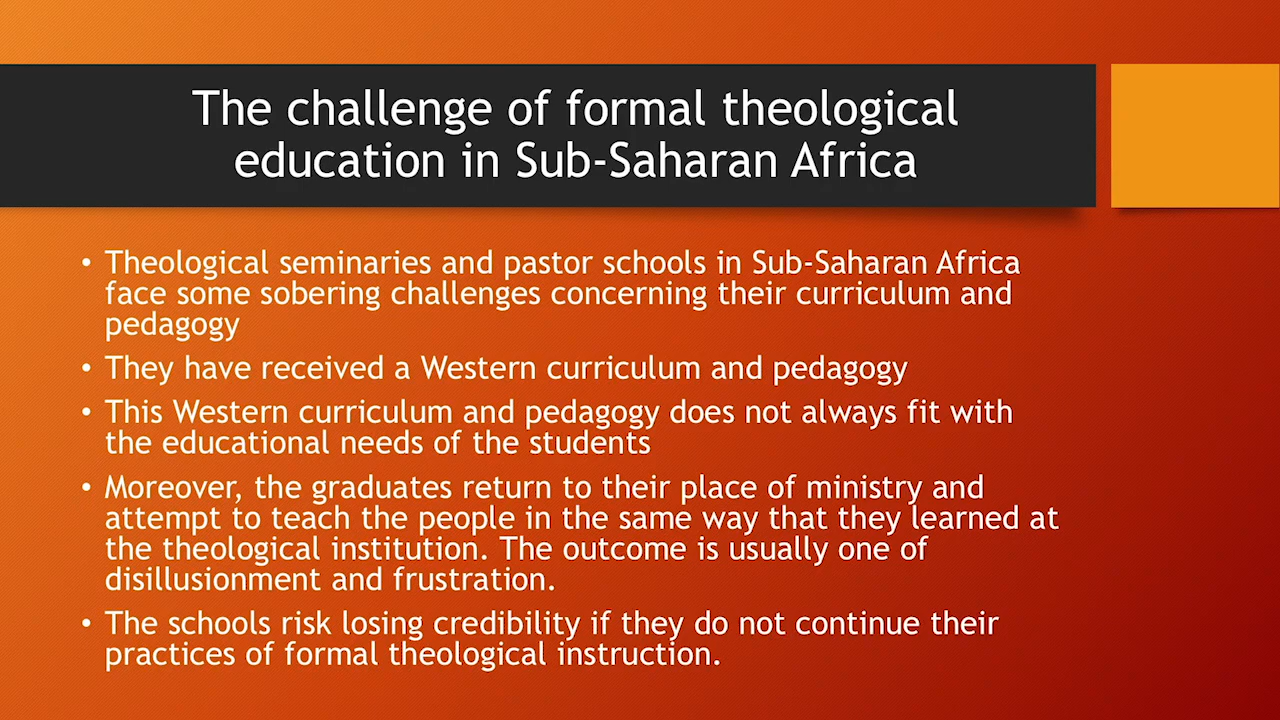 The challenge of formal theological
education in Sub-Saharan Africa
• Theological seminaries and pastor schools in Sub-Saharan Africa
face some sobering challenges concerning their curriculum and
pedagogy
• They have received a Western curriculum and pedagogy
• This Western curriculum and pedagogy does not always fit with
the educational needs of the students
• Moreover, the graduates return to their place of ministry and
attempt to teach the people in the same way that they learned at
the theological institution. The outcome is usually one of
disillusionment and frustration.
• The schools risk losing credibility if they do not continue their
practices of formal theological instruction.